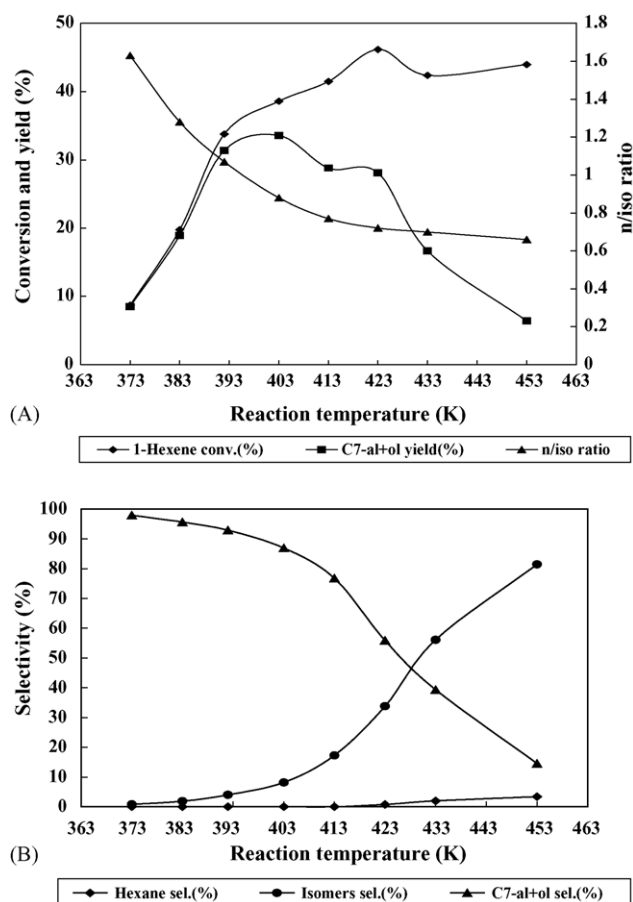 50
40
30
20
10
0
Conversion and yield (%)
1.8
1.6
1.4
1.2
1
0.8
0.6
0.4
0.2
0
n/iso ratio
363 373 383 393 403 413 423 433 443 453 463
(A)
Reaction temperature (K)
1-Hexene conv.(%) C7-al+ol yield(%) n/iso ratio
100
90
80
70
60
50
40
30
20
10
0
Selectivity (%)
363 373 383 393 403 413 423 433 443 453 463
(B)
Reaction temperature (K)
Hexane sel.(%) Isomers sel.(%) C7-al+ol sel.(%)